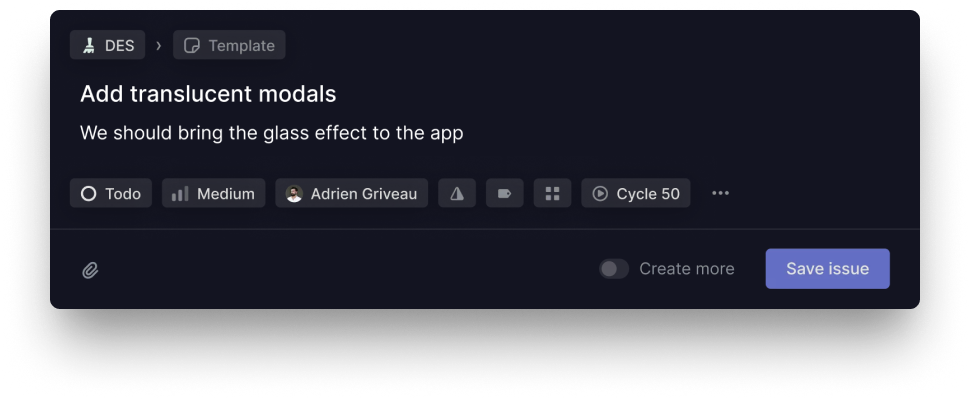 DES › Template
Add translucent modals
We should bring the glass effect to the app
Todo Medium Adrien Griveau Cycle 50 •••
Create more Save issue